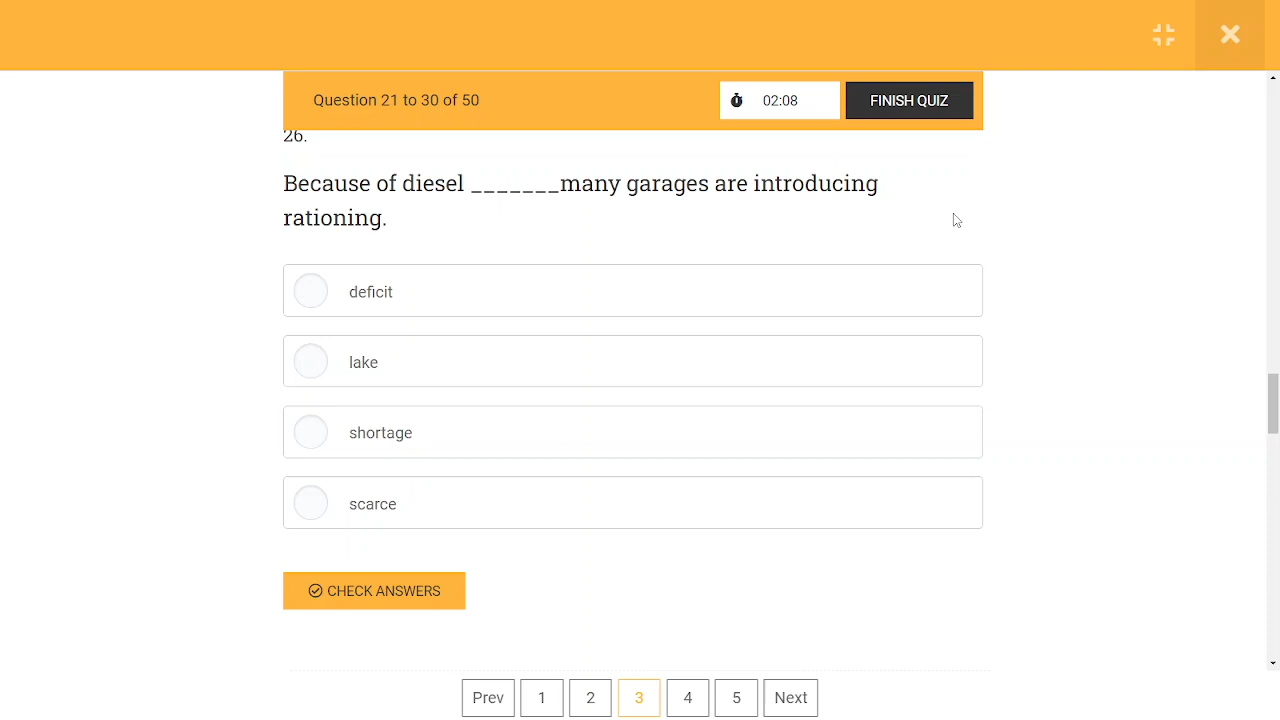 Question 21 to 30 of 50
02:08
FINISH QUIZ
26.
Because of diesel _______many garages are introducing
rationing.
deficit
lake
shortage
scarce
CHECK ANSWERS
Prev 1 2 3 4 5 Next